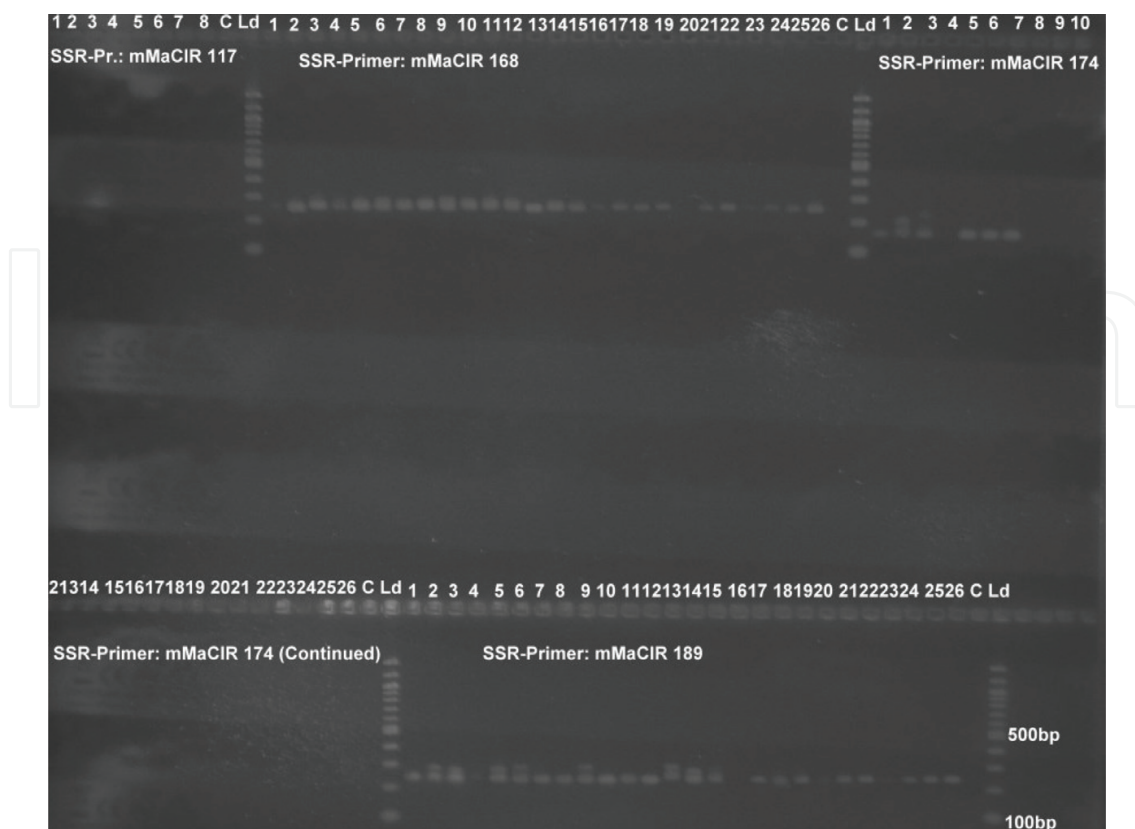 1 2 3 4 5 6 7 8 C Ld 1 2 3 4 5 6 7 8 9 10 1112 131415161718 19 202122 23 242526 C Ld 1 2 3 4 5 6 7 8 9 10
SSR-Pr.: mMaCIR 117 SSR-Primer: mMaCIR 168 SSR-Primer: mMaCIR 174
21314 1516171819 2021 2223242526 C Ld 1 2 3 4 5 6 7 8 9 10 1112131415 1617 181920 21222324 2526 C Ld
SSR-Primer: mMaCIR 174 (Continued) SSR-Primer: mMaCIR 189
500bp
100bp